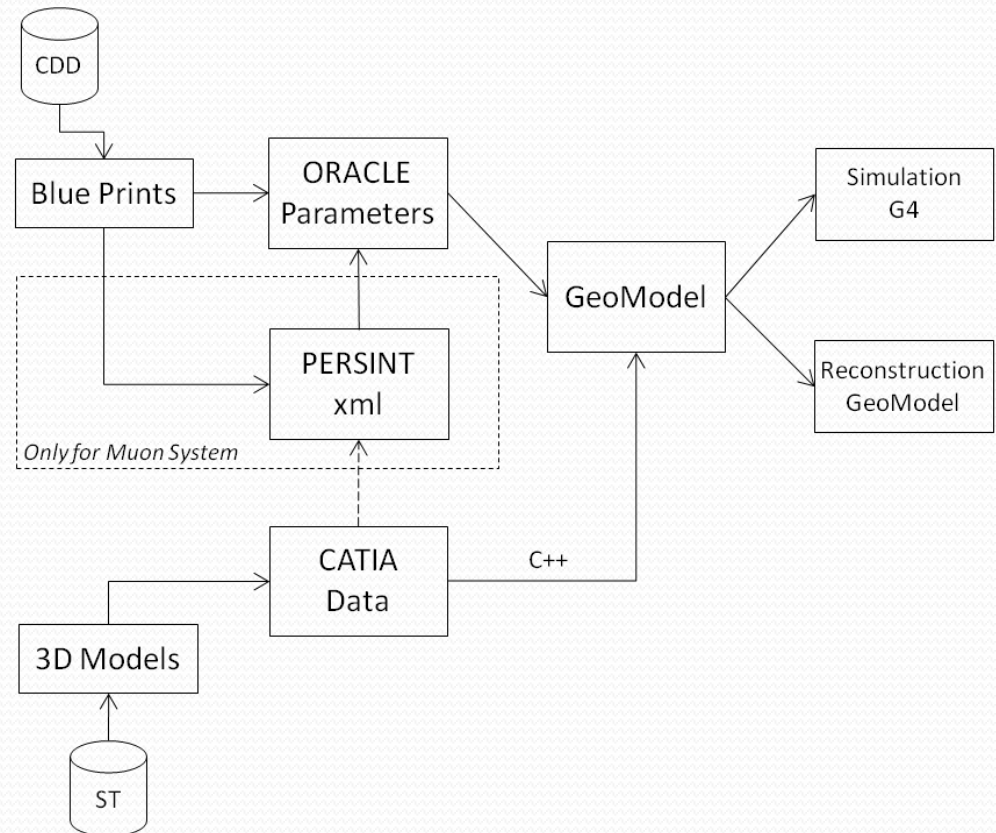 CDD
Blue Prints
ORACLE
Parameters
Simulation
G4
GeoModel
PERSINT
xml
Reconstruction
GeoModel
Only for Muon System
CATIA
Data
C++
3D Models
ST